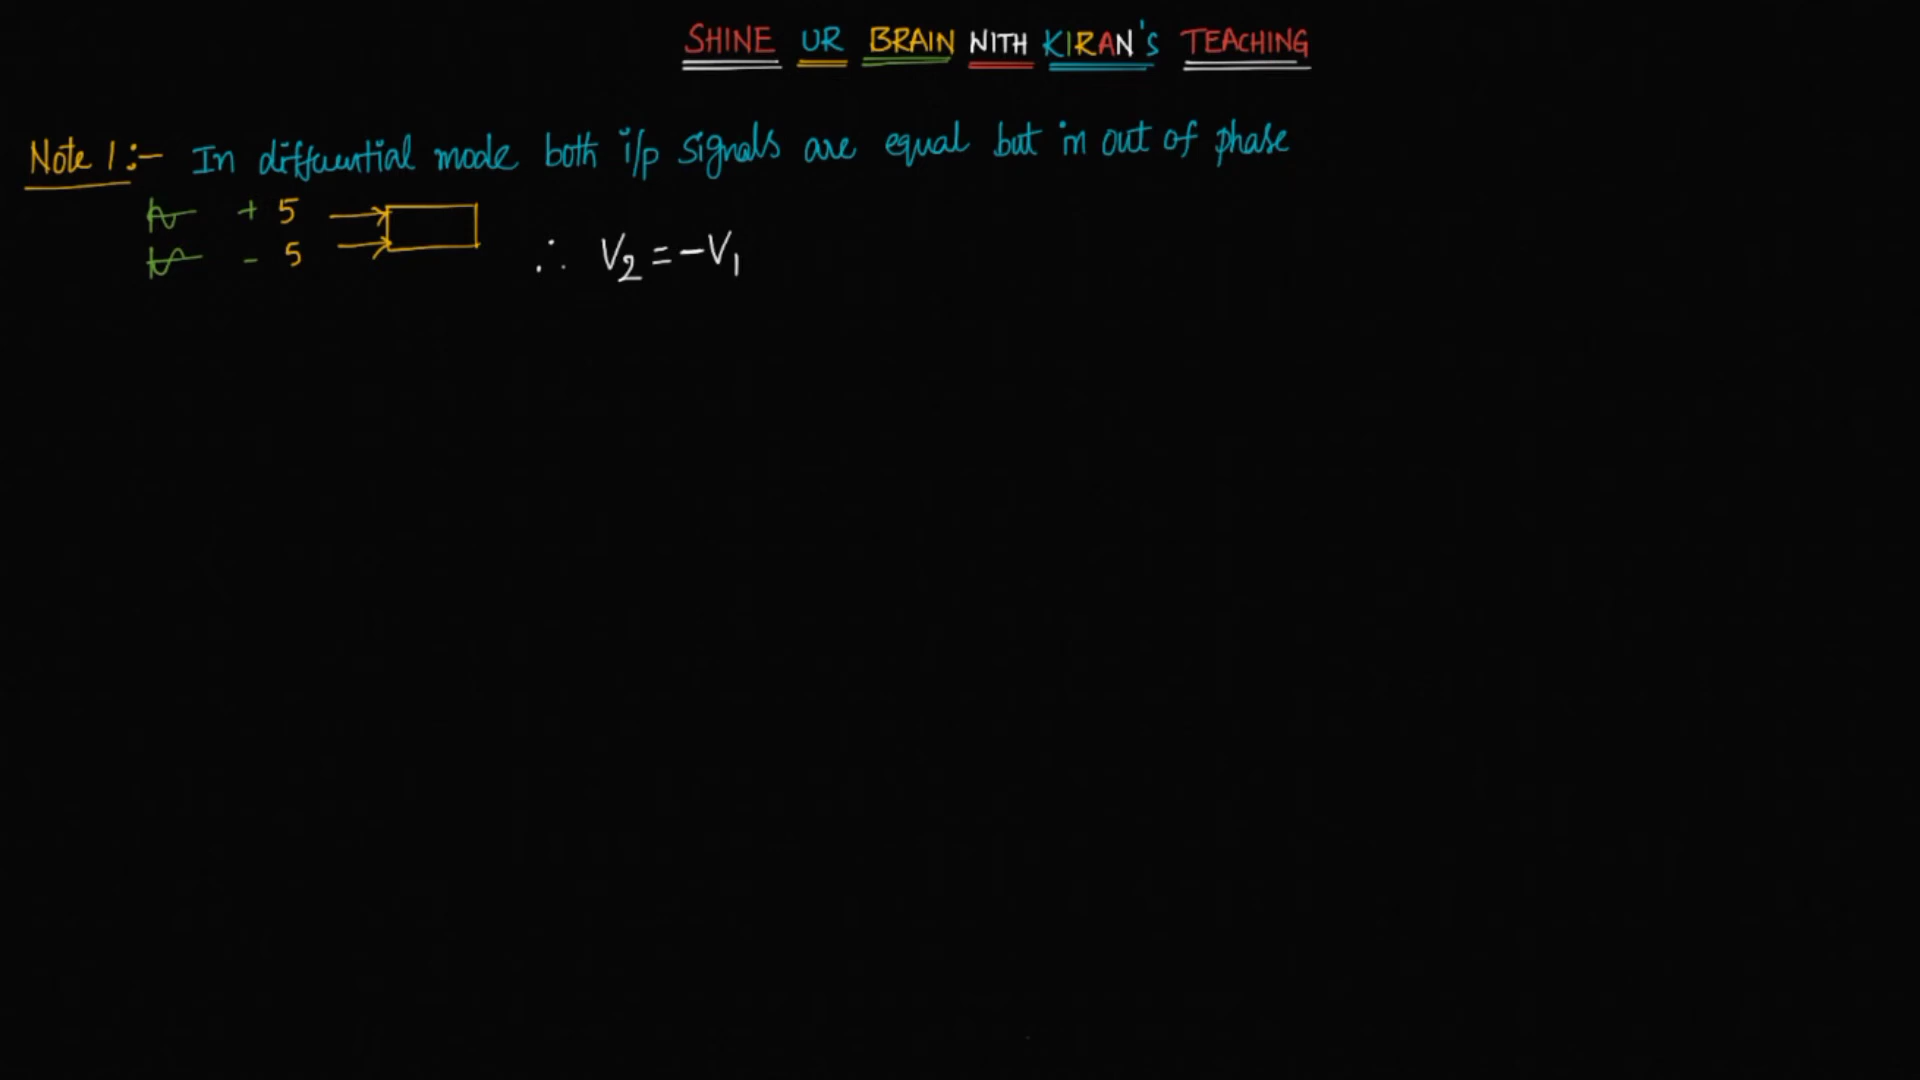 SHINE UR BRAIN WITH KIRAN'S TEACHING
Note 1:- In differential mode both i/p signals are equal but in out of phase
+ 5
- 5
∴ V₂ = -V₁